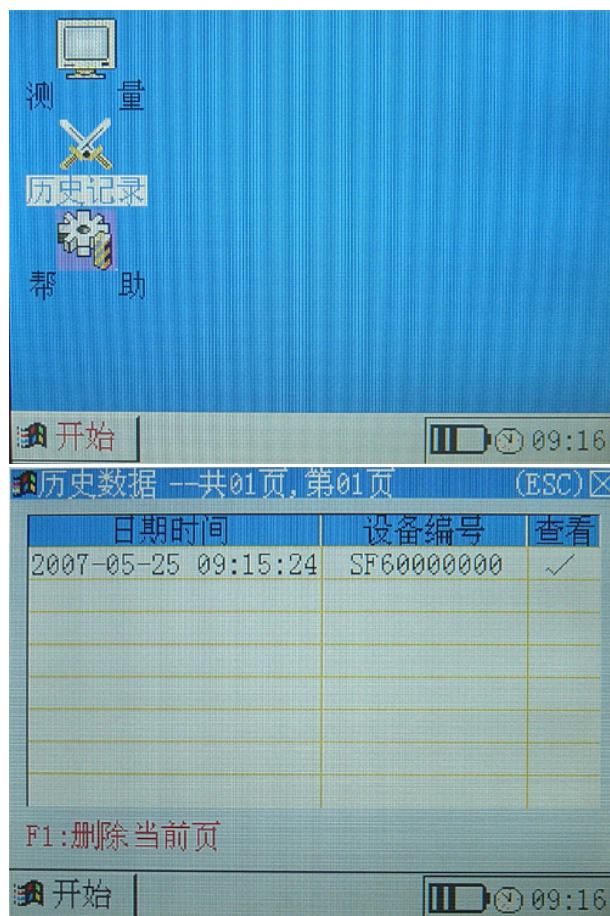 测 量
历史记录
帮 助
开始 09:16
历史数据 --共01页,第01页 (ESC)
日期时间 设备编号 查看
2007-05-25 09:15:24 SF60000000 ✓
F1:删除当前页
开始 09:16